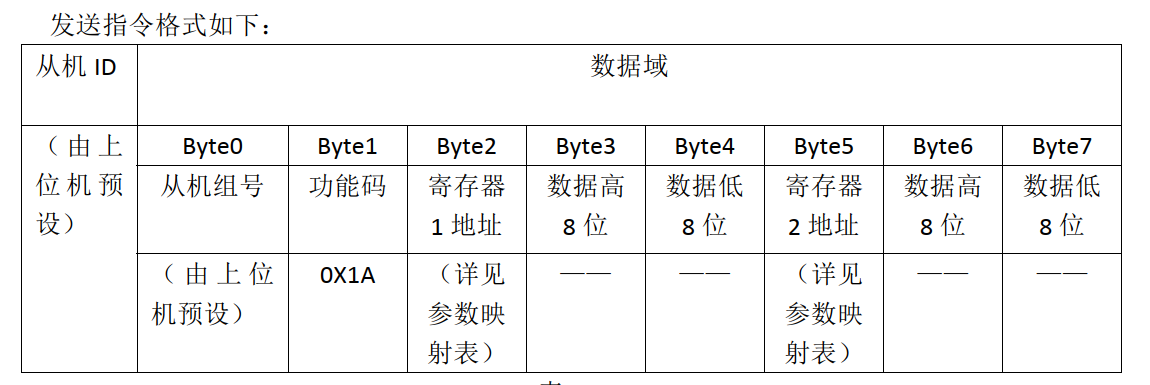 发送指令格式如下：
从机 ID 数据域
（由上位机预设） Byte0 Byte1 Byte2 Byte3 Byte4 Byte5 Byte6 Byte7
从机组号 功能码 寄存器1 地址 数据高8 位 数据低8 位 寄存器2 地址 数据高8 位 数据低8 位
（由上位机预设） 0X1A （详见参数映射表） —— —— （详见参数映射表） —— ——